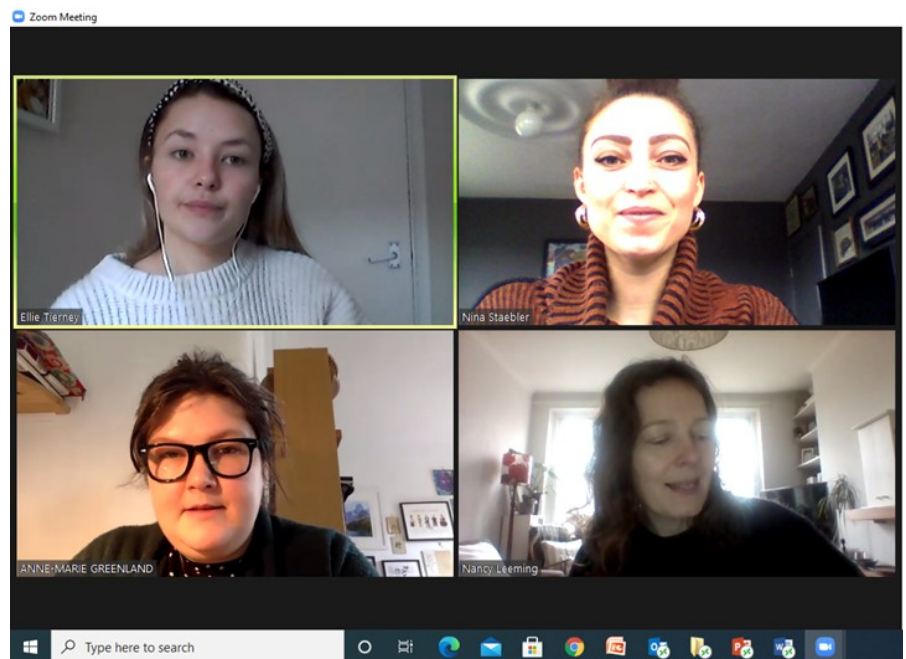 Zoom Meeting
Ellie Tierney
Nina Staebler
ANNE-MARIE GREENLAND
Nancy Leeming
Type here to search